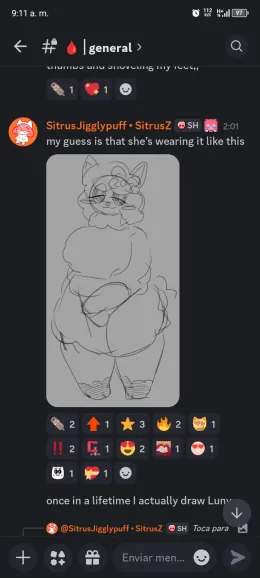 9:11 a. m.
112 KB/s 97
# 🩸 | general >
thumbs and shoveling my feet,,
1 1
SitrusJigglypuff • SitrusZ SH 2:01
my guess is that she's wearing it like this
2 1 3 2 1
2 1 2 1 1
1 1
once in a lifetime I actually draw Luny
@SitrusJigglypuff • SitrusZ SH Toca para
Enviar men...